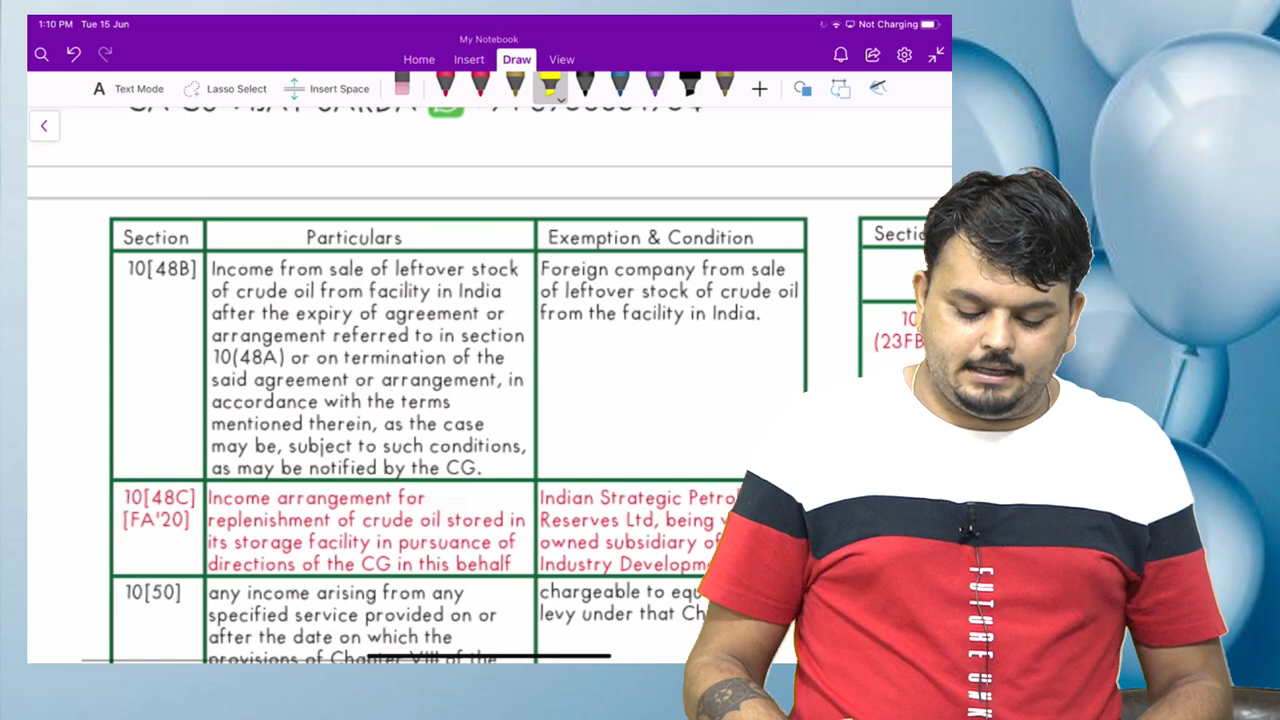 1:10 PM Tue 15 Jun
Not Charging
My Notebook
Home Insert Draw View
A Text Mode Lasso Select Insert Space
Section Particulars Exemption & Condition
10[48B] Income from sale of leftover stock
of crude oil from facility in India
after the expiry of agreement or
arrangement referred to in section
10(48A) or on termination of the
said agreement or arrangement, in
accordance with the terms
mentioned therein, as the case
may be, subject to such conditions,
as may be notified by the CG.
Foreign company from sale
of leftover stock of crude oil
from the facility in India.
10[48C]
[FA'20]
Income arrangement for
replenishment of crude oil stored in
its storage facility in pursuance of
directions of the CG in this behalf
Indian Strategic
Reserves Ltd, being
owned subsidiary of
Industry
10[50] any income arising from any
specified service provided on or
after the date on which the
provisions of Chapter VIII of the
chargeable to
levy under that
10
(23FB
FUTURE